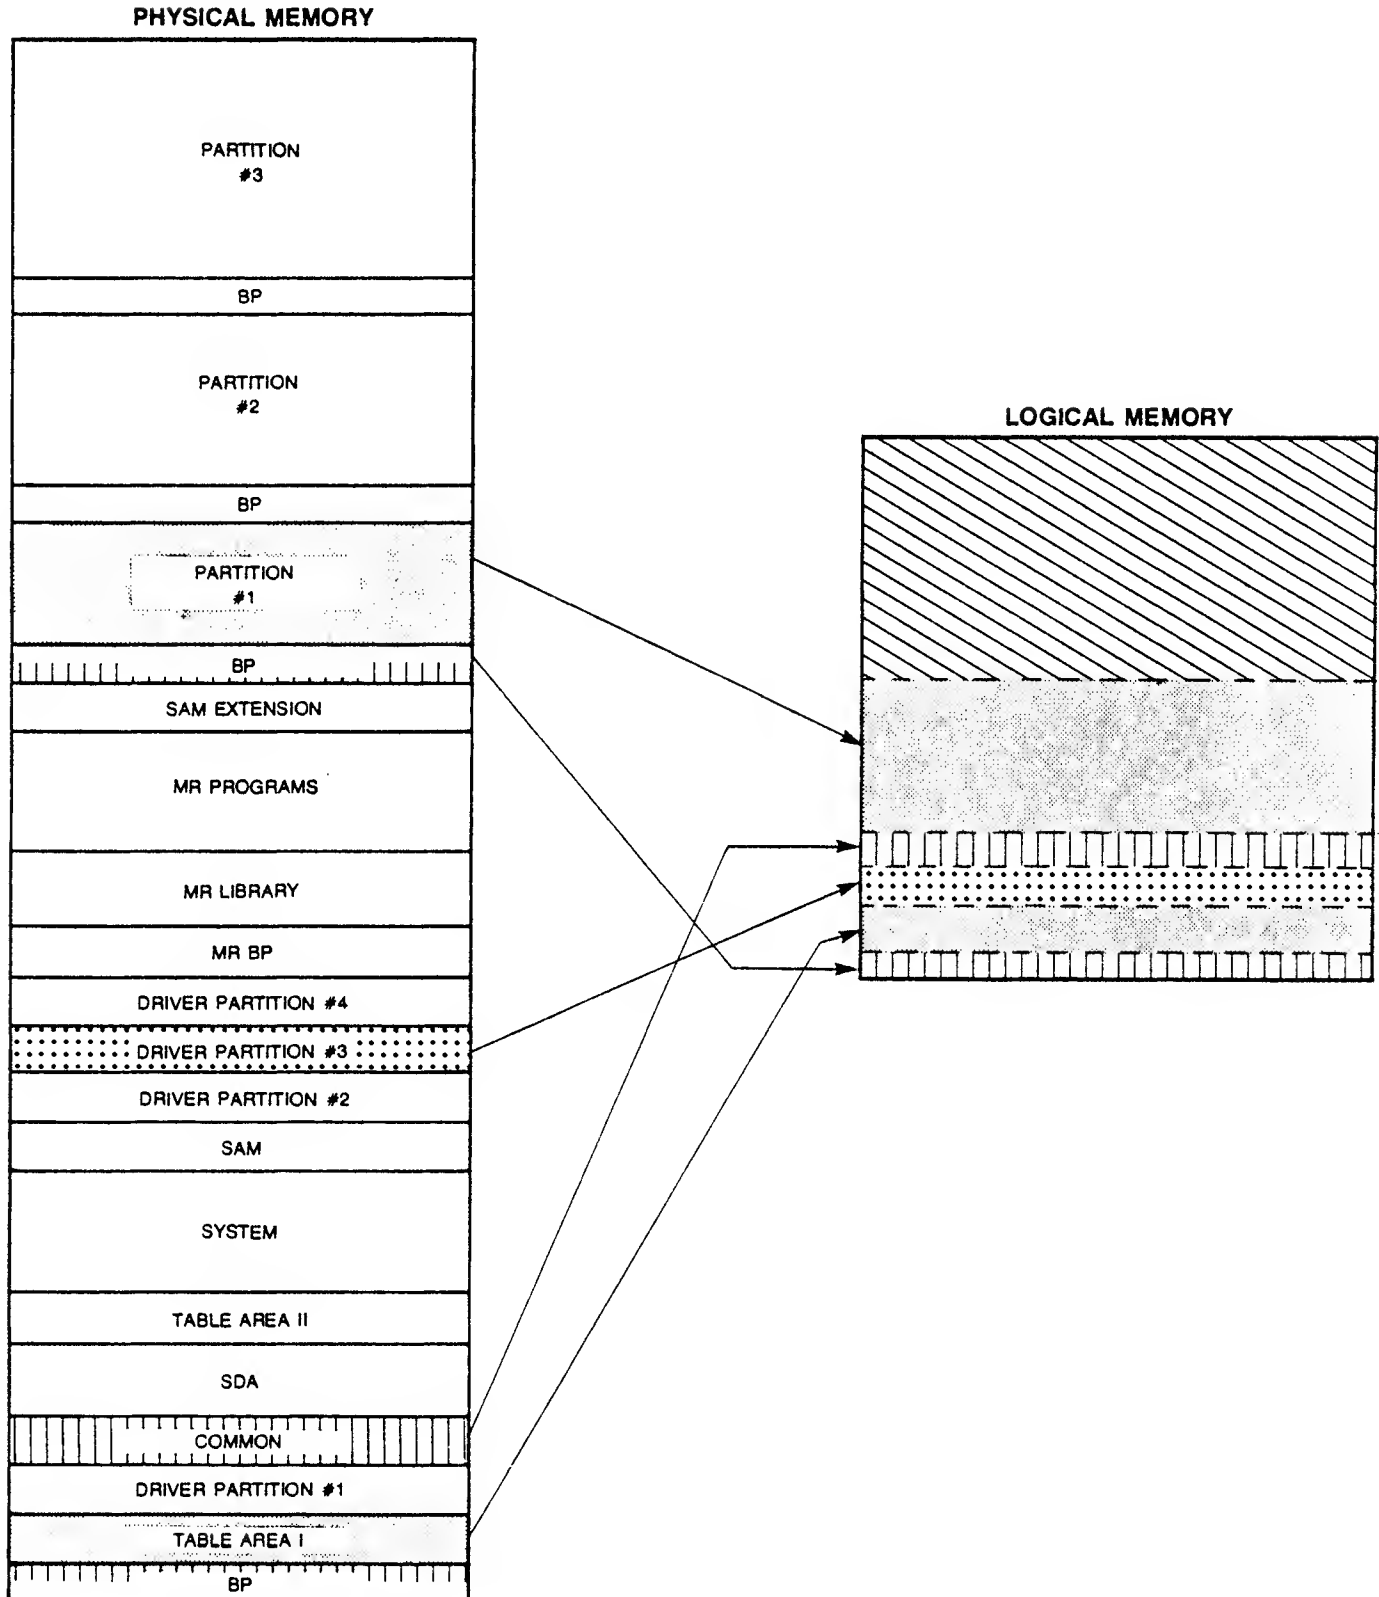 PHYSICAL MEMORY
PARTITION
#3
BP
PARTITION
#2
BP
PARTITION
#1
BP
SAM EXTENSION
MR PROGRAMS
MR LIBRARY
MR BP
DRIVER PARTITION #4
DRIVER PARTITION #3
DRIVER PARTITION #2
SAM
SYSTEM
TABLE AREA II
SDA
COMMON
DRIVER PARTITION #1
TABLE AREA I
BP
LOGICAL MEMORY